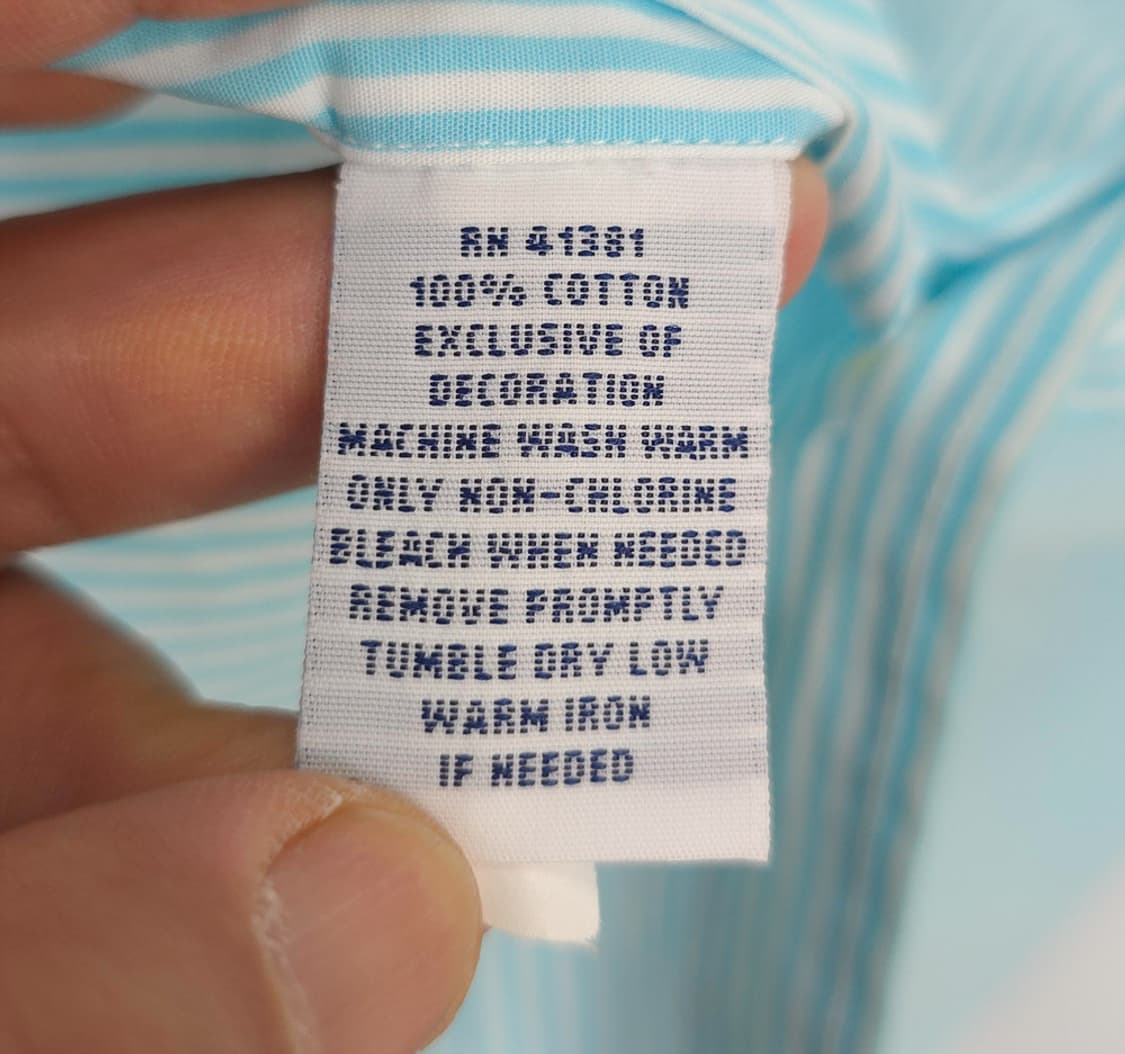 RN 41381
100% COTTON
EXCLUSIVE OF
DECORATION
MACHINE WASH WARM
ONLY NON-CHLORINE
BLEACH WHEN NEEDED
REMOVE PROMPTLY
TUMBLE DRY LOW
WARM IRON
IF NEEDED